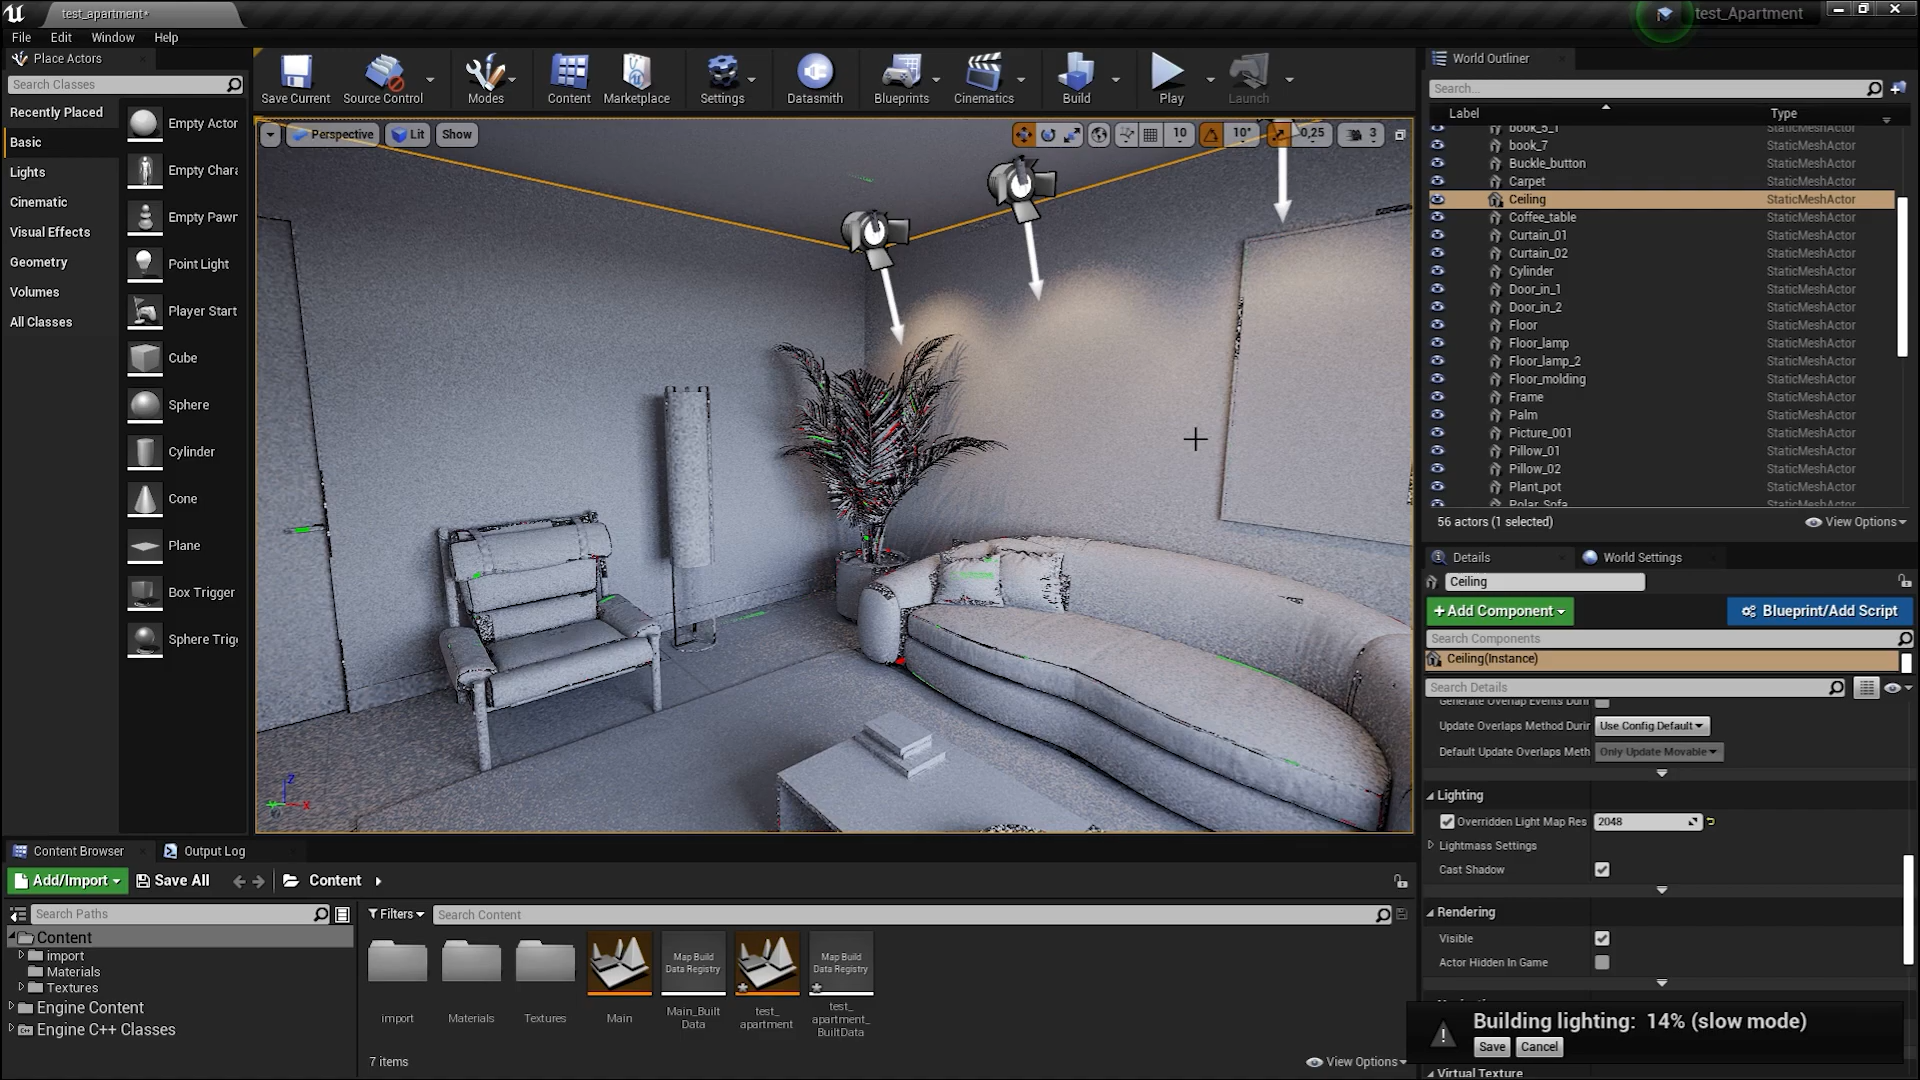 test_apartment*
test_Apartment
File Edit Window Help
Place Actors
Search Classes
Recently Placed
Basic
Lights
Cinematic
Visual Effects
Geometry
Volumes
All Classes
Empty Actor
Empty Chara
Empty Pawn
Point Light
Player Start
Cube
Sphere
Cylinder
Cone
Plane
Box Trigger
Sphere Trig
Save Current Source Control Modes Content Marketplace Settings Datasmith Blueprints Cinematics Build Play Launch
Perspective Lit Show 10 10° 0,25 3
Z
X
World Outliner
Search...
Label Type
book_5_1 StaticMeshActor
book_7 StaticMeshActor
Buckle_button StaticMeshActor
Carpet StaticMeshActor
Ceiling StaticMeshActor
Coffee_table StaticMeshActor
Curtain_01 StaticMeshActor
Curtain_02 StaticMeshActor
Cylinder StaticMeshActor
Door_in_1 StaticMeshActor
Door_in_2 StaticMeshActor
Floor StaticMeshActor
Floor_lamp StaticMeshActor
Floor_lamp_2 StaticMeshActor
Floor_molding StaticMeshActor
Frame StaticMeshActor
Palm StaticMeshActor
Picture_001 StaticMeshActor
Pillow_01 StaticMeshActor
Pillow_02 StaticMeshActor
Plant_pot StaticMeshActor
Polar_Sofa StaticMeshActor
56 actors (1 selected) View Options
Details World Settings
Ceiling
+Add Component Blueprint/Add Script
Search Components
Ceiling(Instance)
Search Details
Generate Overlap Events Duri
Update Overlaps Method Durir Use Config Default
Default Update Overlaps Meth Only Update Movable
Lighting
Overridden Light Map Res 2048
Lightmass Settings
Cast Shadow
Rendering
Visible
Actor Hidden In Game
Building lighting: 14% (slow mode)
Save Cancel
Virtual Texture
Content Browser Output Log
Add/Import Save All Content
Search Paths
Filters Search Content
Content
import
Materials
Textures
Engine Content
Engine C++ Classes
Map Build
Data Registry
Map Build
Data Registry
import
Materials
Textures
Main
Main_Built
Data
test_
apartment
test_
apartment_
BuiltData
7 items View Options